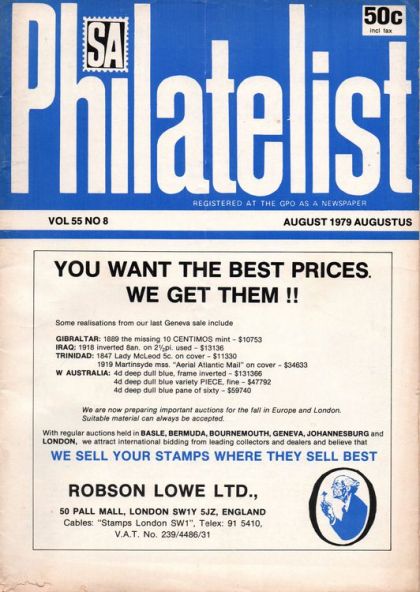 50c
incl tax
SA
Philatelist
REGISTERED AT THE GPO AS A NEWSPAPER
VOL 55 NO 8 AUGUST 1979 AUGUSTUS
YOU WANT THE BEST PRICES.
WE GET THEM !!
Some realisations from our last Geneva sale include
GIBRALTAR: 1889 the missing 10 CENTIMOS mint – $10753
IRAQ: 1918 inverted 8an. on 2½pi. used – $13136
TRINIDAD: 1847 Lady McLeod 5c. on cover – $11330
1919 Martinsyde mss. "Aerial Atlantic Mail" on cover – $34633
W AUSTRALIA: 4d deep dull blue, frame inverted – $131366
4d deep dull blue variety PIECE, fine – $47792
4d deep dull blue pane of sixty – $59740
We are now preparing important auctions for the fall in Europe and London.
Suitable material can always be accepted.
With regular auctions held in BASLE, BERMUDA, BOURNEMOUTH, GENEVA, JOHANNESBURG and
LONDON, we attract international bidding from leading collectors and dealers and believe that
WE SELL YOUR STAMPS WHERE THEY SELL BEST
ROBSON LOWE LTD.,
50 PALL MALL, LONDON SW1Y 5JZ, ENGLAND
Cables: "Stamps London SW1", Telex: 91 5410,
V.A.T. No. 239/4486/31